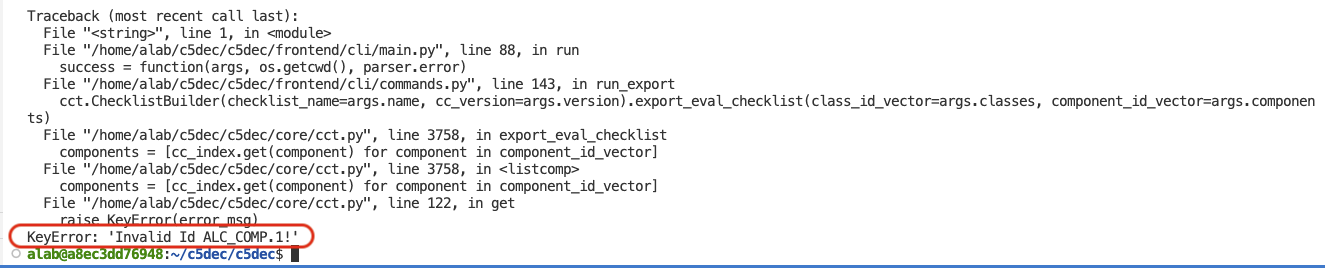 Traceback (most recent call last):
  File "<string>", line 1, in <module>
  File "/home/alab/c5dec/c5dec/frontend/cli/main.py", line 88, in run
    success = function(args, os.getcwd(), parser.error)
  File "/home/alab/c5dec/c5dec/frontend/cli/commands.py", line 143, in run_export
    cct.ChecklistBuilder(checklist_name=args.name, cc_version=args.version).export_eval_checklist(class_id_vector=args.classes, component_id_vector=args.componen
ts)
  File "/home/alab/c5dec/c5dec/core/cct.py", line 3758, in export_eval_checklist
    components = [cc_index.get(component) for component in component_id_vector]
  File "/home/alab/c5dec/c5dec/core/cct.py", line 3758, in <listcomp>
    components = [cc_index.get(component) for component in component_id_vector]
  File "/home/alab/c5dec/c5dec/core/cct.py", line 122, in get
    raise KeyError(error_msg)
KeyError: 'Invalid Id ALC_COMP.1!'
alab@a8ec3dd76948:~/c5dec/c5dec$